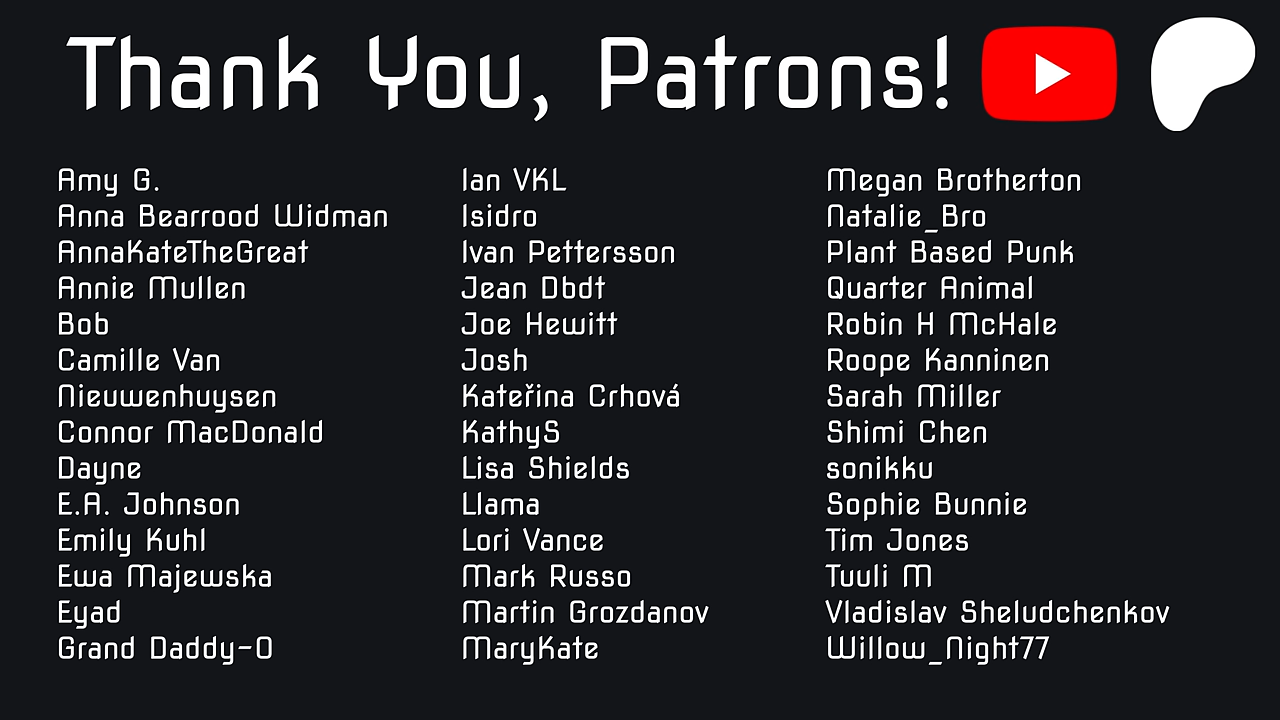 Thank You, Patrons!
Amy G.
Anna Bearrood Widman
AnnaKateTheGreat
Annie Mullen
Bob
Camille Van
Nieuwenhuysen
Connor MacDonald
Dayne
E.A. Johnson
Emily Kuhl
Ewa Majewska
Eyad
Grand Daddy-O
Ian VKL
Isidro
Ivan Pettersson
Jean Dbdt
Joe Hewitt
Josh
Kateřina Crhová
KathyS
Lisa Shields
Llama
Lori Vance
Mark Russo
Martin Grozdanov
MaryKate
Megan Brotherton
Natalie_Bro
Plant Based Punk
Quarter Animal
Robin H McHale
Roope Kanninen
Sarah Miller
Shimi Chen
sonikku
Sophie Bunnie
Tim Jones
Tuuli M
Vladislav Sheludchenkov
Willow_Night77